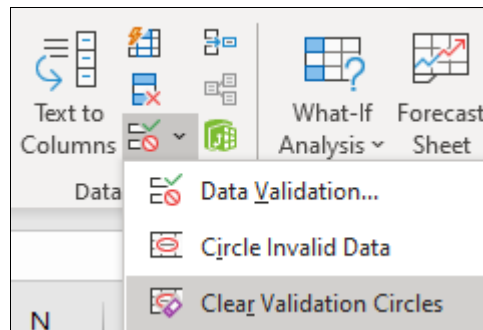 Text to
Columns
What-If
Analysis
Forecast
Sheet
Data
Data Validation...
Circle Invalid Data
Clear Validation Circles
N